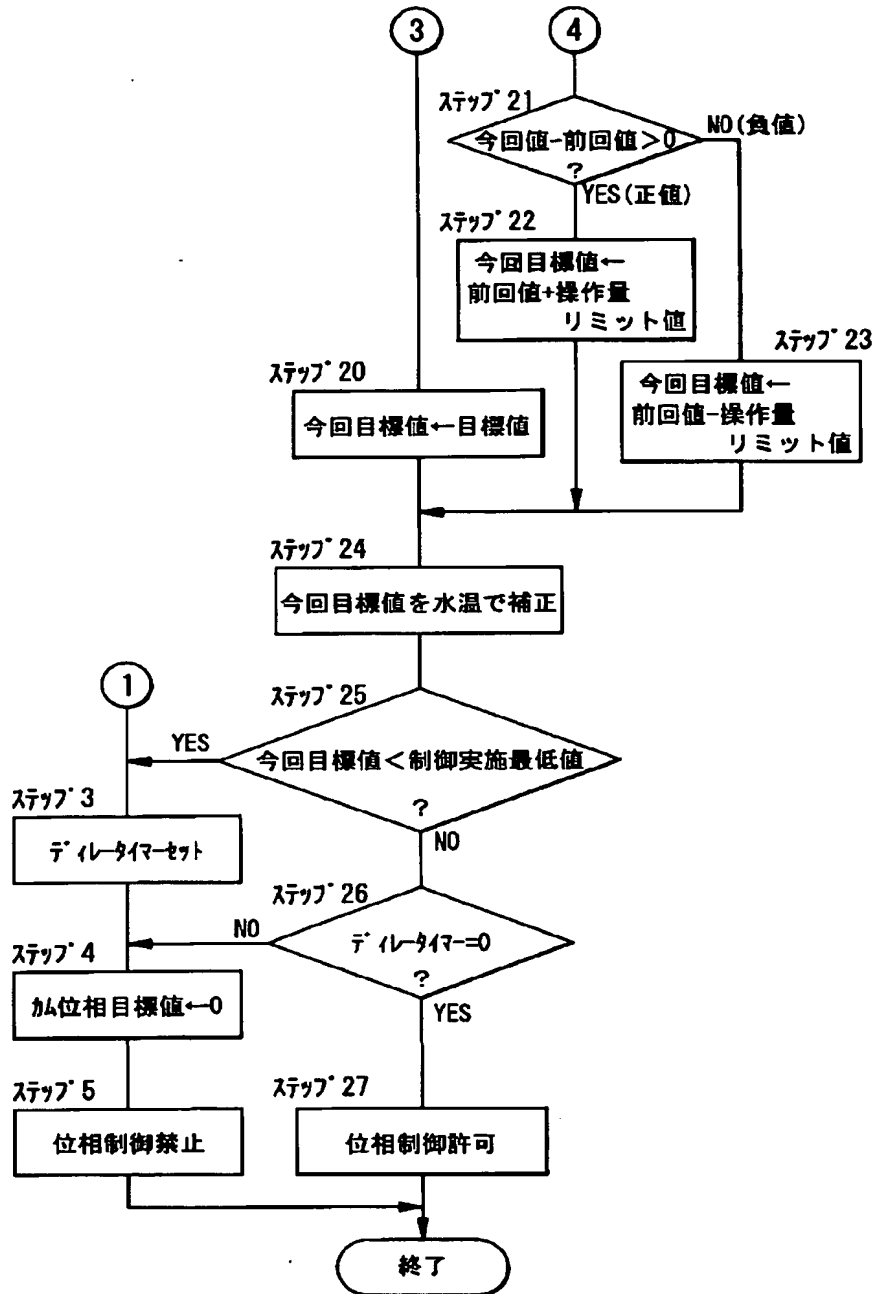 3
4
ステップ 21
今回値-前回値>0
?
NO(負値)
YES(正値)
ステップ 22
今回目標値←
前回値+操作量
リミット値
ステップ 23
今回目標値←
前回値-操作量
リミット値
ステップ 20
今回目標値←目標値
ステップ 24
今回目標値を水温で補正
1
ステップ 25
YES
今回目標値<制御実施最低値
?
NO
ステップ 3
ディレータイマーセット
ステップ 26
NO
ディレータイマー=0
?
YES
ステップ 4
カム位相目標値←0
ステップ 5
位相制御禁止
ステップ 27
位相制御許可
終了